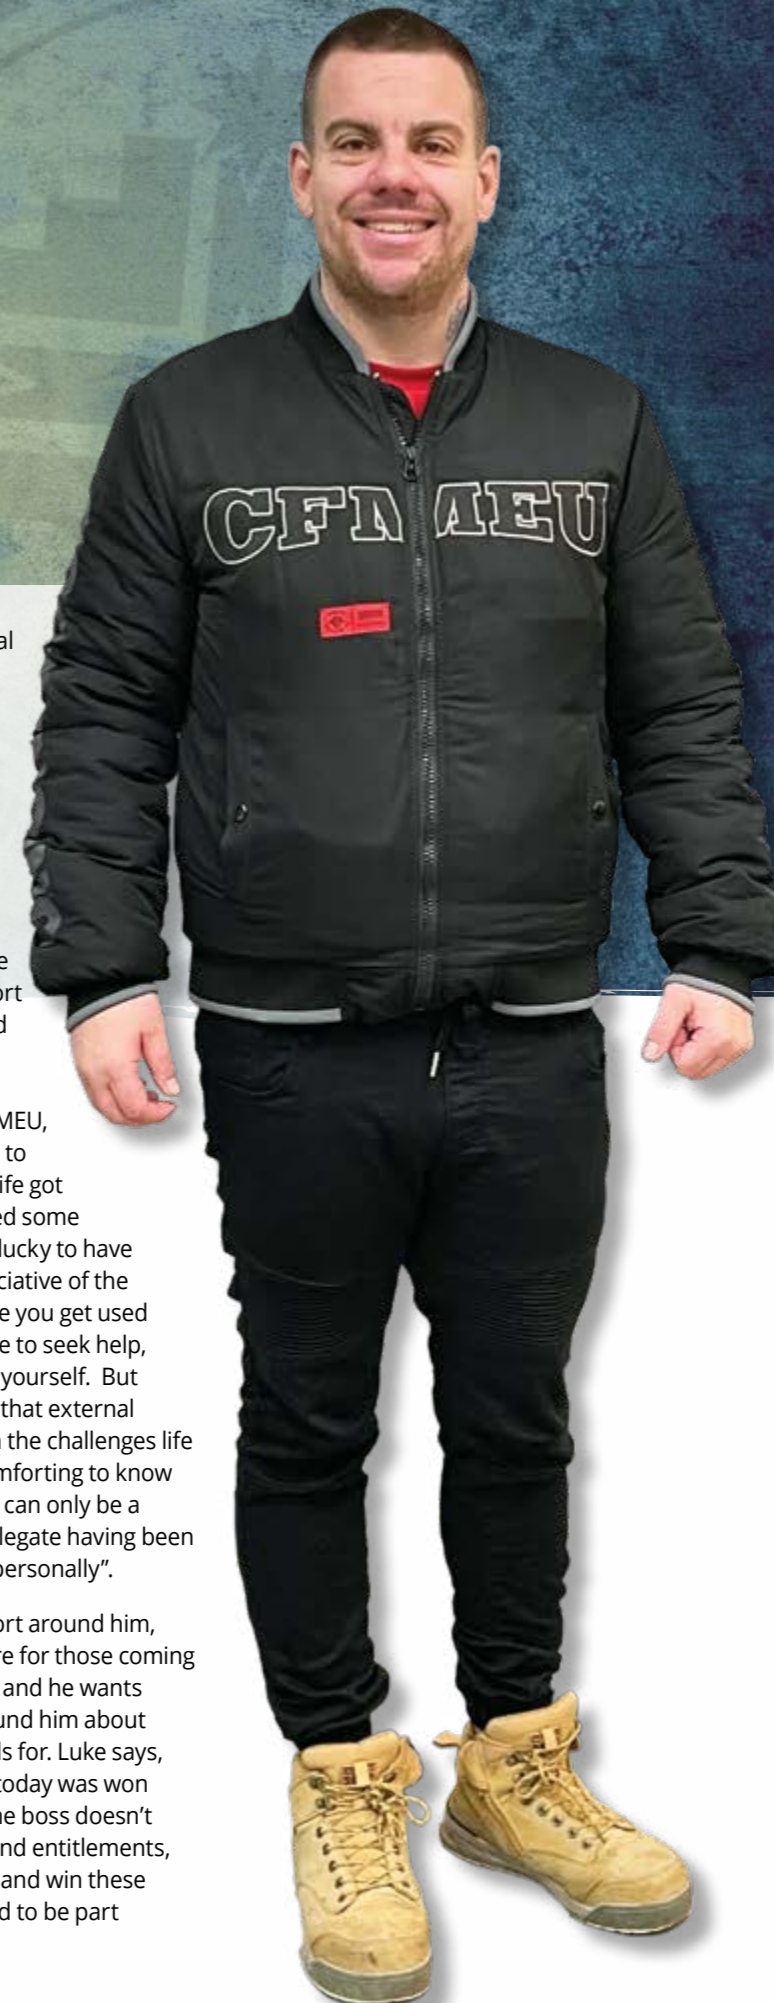 CFMEU
al
e
ort
d
MEU,
to
ife got
ed some
lucky to have
ciative of the
e you get used
e to seek help,
yourself. But
that external
n the challenges life
mforting to know
can only be a
legate having been
personally”.
ort around him,
re for those coming
and he wants
und him about
ls for. Luke says,
today was won
ne boss doesn’t
nd entitlements,
and win these
d to be part